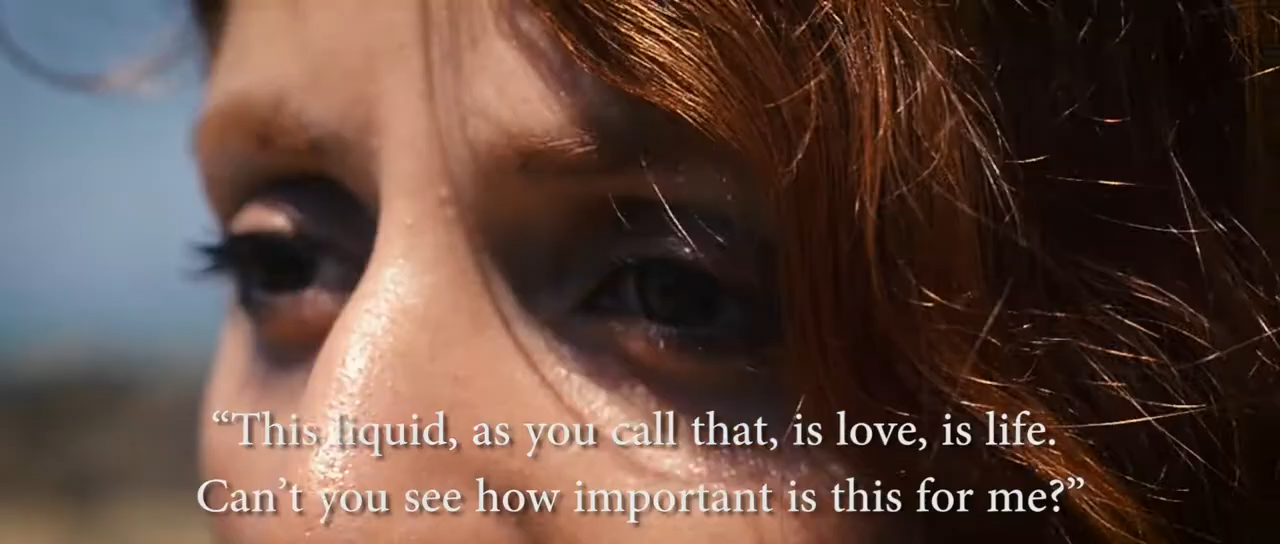 “This liquid, as you call that, is love, is life.
Can’t you see how important is this for me?”